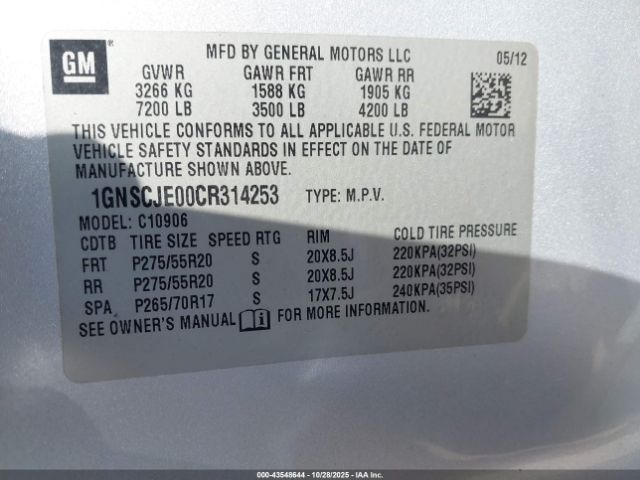 GM
MFD BY GENERAL MOTORS LLC 05/12
GVWR GAWR FRT GAWR RR
3266 KG 1588 KG 1905 KG
7200 LB 3500 LB 4200 LB
THIS VEHICLE CONFORMS TO ALL APPLICABLE U.S. FEDERAL MOTOR
VEHICLE SAFETY STANDARDS IN EFFECT ON THE DATE OF
MANUFACTURE SHOWN ABOVE.
1GNSCJE00CR314253 TYPE: M.P.V.
MODEL: C10906
CDTB TIRE SIZE SPEED RTG RIM COLD TIRE PRESSURE
FRT P275/55R20 S 20X8.5J 220KPA(32PSI)
RR P275/55R20 S 20X8.5J 220KPA(32PSI)
SPA P265/70R17 S 17X7.5J 240KPA(35PSI)
SEE OWNER'S MANUAL FOR MORE INFORMATION.
000-43548644 - 10/28/2025 - COPYRIGHT IAA, LLC.